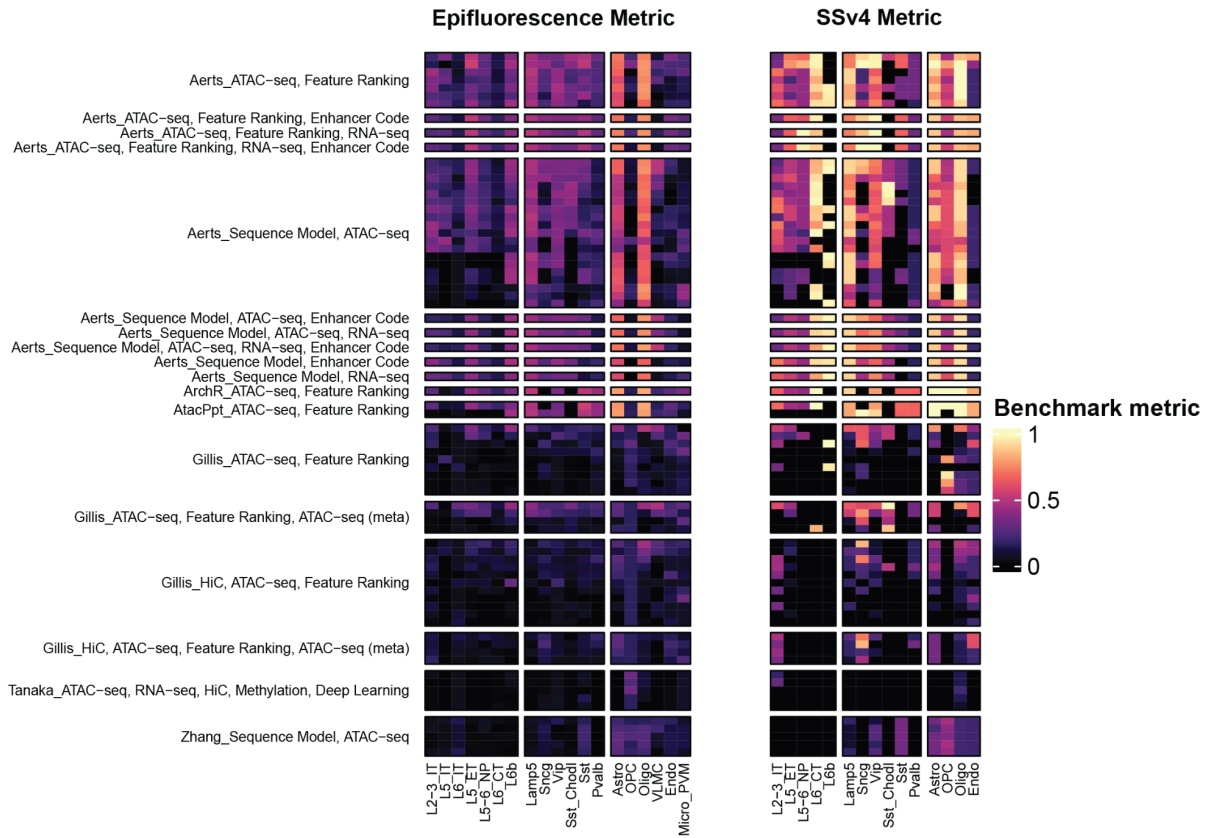 Epifluorescence Metric
SSv4 Metric
Aerts_ATAC−seq, Feature Ranking
Aerts_ATAC−seq, Feature Ranking, Enhancer Code
Aerts_ATAC−seq, Feature Ranking, RNA−seq
Aerts_ATAC−seq, Feature Ranking, RNA−seq, Enhancer Code
Aerts_Sequence Model, ATAC−seq
Aerts_Sequence Model, ATAC−seq, Enhancer Code
Aerts_Sequence Model, ATAC−seq, RNA−seq
Aerts_Sequence Model, ATAC−seq, RNA−seq, Enhancer Code
Aerts_Sequence Model, Enhancer Code
Aerts_Sequence Model, RNA−seq
ArchR_ATAC−seq, Feature Ranking
AtacPpt_ATAC−seq, Feature Ranking
Gillis_ATAC−seq, Feature Ranking
Gillis_ATAC−seq, Feature Ranking, ATAC−seq (meta)
Gillis_HiC, ATAC−seq, Feature Ranking
Gillis_HiC, ATAC−seq, Feature Ranking, ATAC−seq (meta)
Tanaka_ATAC−seq, RNA−seq, HiC, Methylation, Deep Learning
Zhang_Sequence Model, ATAC−seq
Benchmark metric
1
0.5
0
L2−3_IT
L5_IT
L6_IT
L5_ET
L5−6_NP
L6_CT
L6b
Lamp5
Sncg
Vip
Sst_Chodl
Sst
Pvalb
Astro
OPC
Oligo
VLMC
Endo
Micro_PVM
L2−3_IT
L5_ET
L5−6_NP
L6_CT
L6b
Lamp5
Sncg
Vip
Sst_Chodl
Sst
Pvalb
Astro
OPC
Oligo
Endo